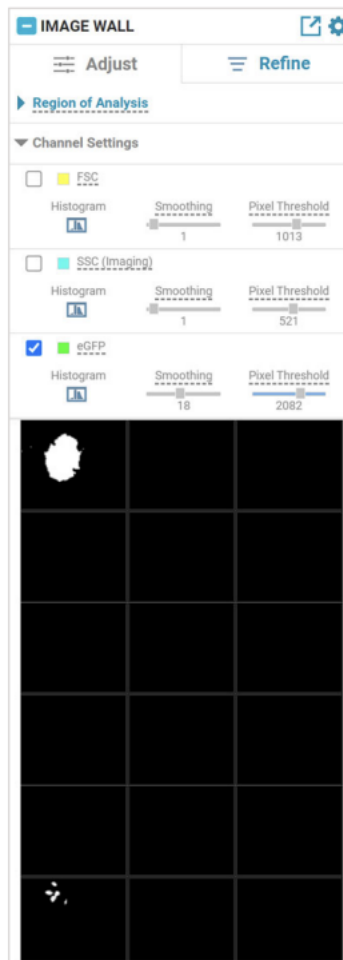 IMAGE WALL
Adjust
Refine
Region of Analysis
Channel Settings
FSC
Histogram Smoothing Pixel Threshold
1 1013
SSC (Imaging)
Histogram Smoothing Pixel Threshold
1 521
eGFP
Histogram Smoothing Pixel Threshold
18 2082